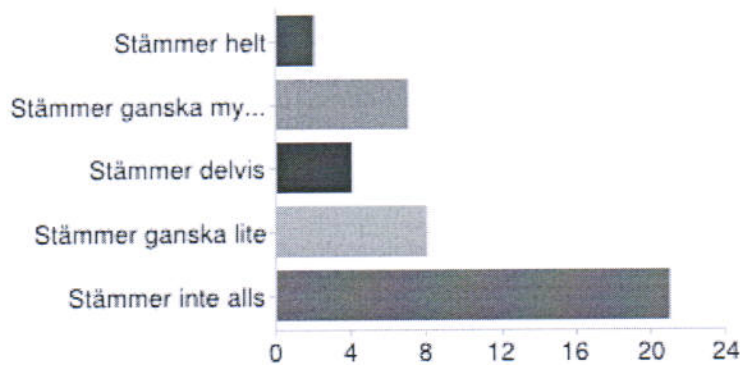 Stämmer helt
Stämmer ganska my...
Stämmer delvis
Stämmer ganska lite
Stämmer inte alls
0 4 8 12 16 20 24